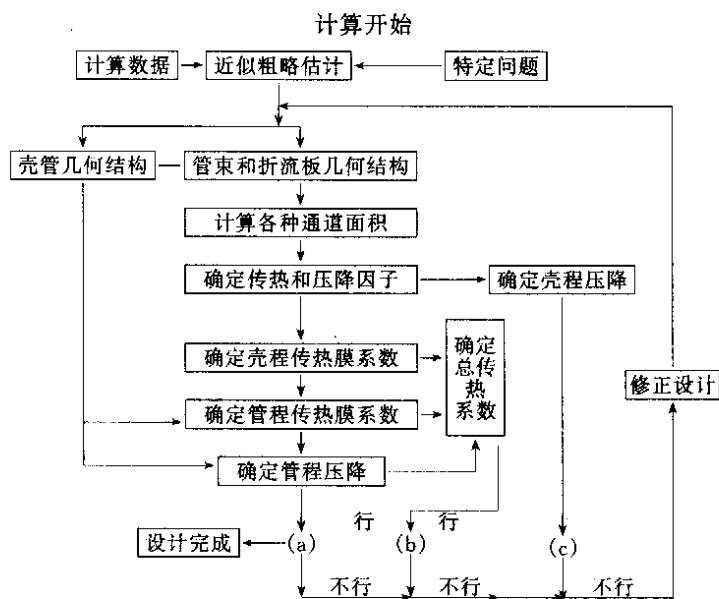 计算开始
计算数据
近似粗略估计
特定问题
壳管几何结构
管束和折流板几何结构
计算各种通道面积
确定传热和压降因子
确定壳程压降
确定壳程传热膜系数
确定
总传
热
系数
修正设计
确定管程传热膜系数
确定管程压降
行
行
设计完成
(a)
(b)
(c)
不行
不行
不行